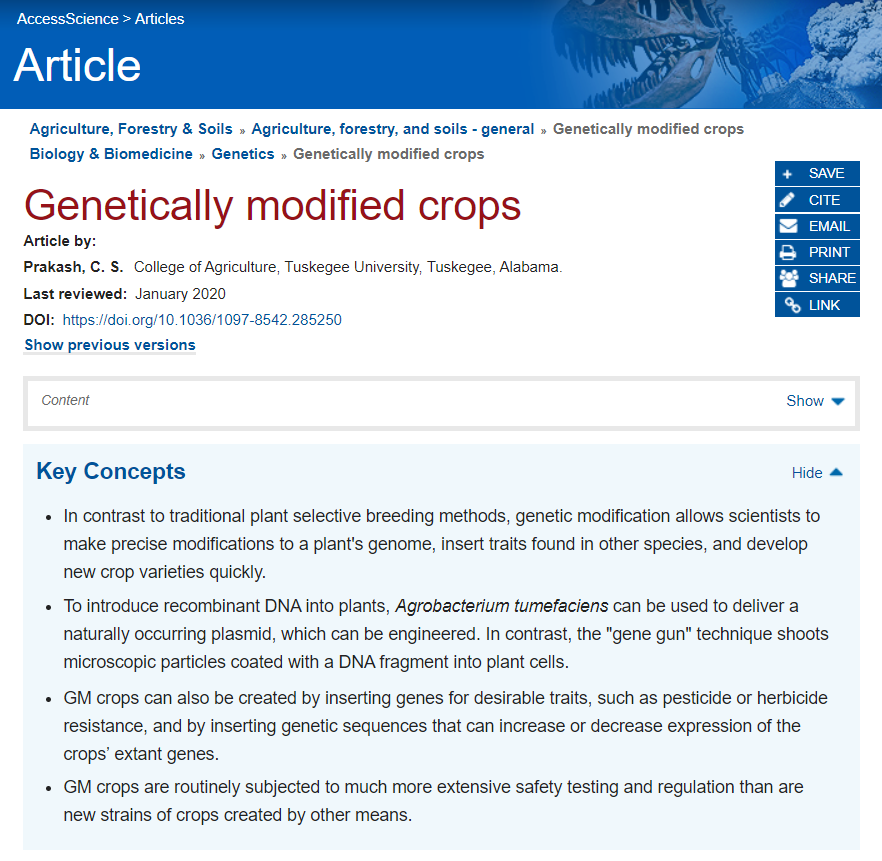 AccessScience > Articles
Article
Agriculture, Forestry & Soils » Agriculture, forestry, and soils - general » Genetically modified crops
Biology & Biomedicine » Genetics » Genetically modified crops
+ SAVE
CITE
EMAIL
PRINT
SHARE
LINK
Genetically modified crops
Article by:
Prakash, C. S. College of Agriculture, Tuskegee University, Tuskegee, Alabama.
Last reviewed: January 2020
DOI: https://doi.org/10.1036/1097-8542.285250
Show previous versions
Content Show
Key Concepts Hide
• In contrast to traditional plant selective breeding methods, genetic modification allows scientists to
make precise modifications to a plant's genome, insert traits found in other species, and develop
new crop varieties quickly.
• To introduce recombinant DNA into plants, Agrobacterium tumefaciens can be used to deliver a
naturally occurring plasmid, which can be engineered. In contrast, the "gene gun" technique shoots
microscopic particles coated with a DNA fragment into plant cells.
• GM crops can also be created by inserting genes for desirable traits, such as pesticide or herbicide
resistance, and by inserting genetic sequences that can increase or decrease expression of the
crops’ extant genes.
• GM crops are routinely subjected to much more extensive safety testing and regulation than are
new strains of crops created by other means.